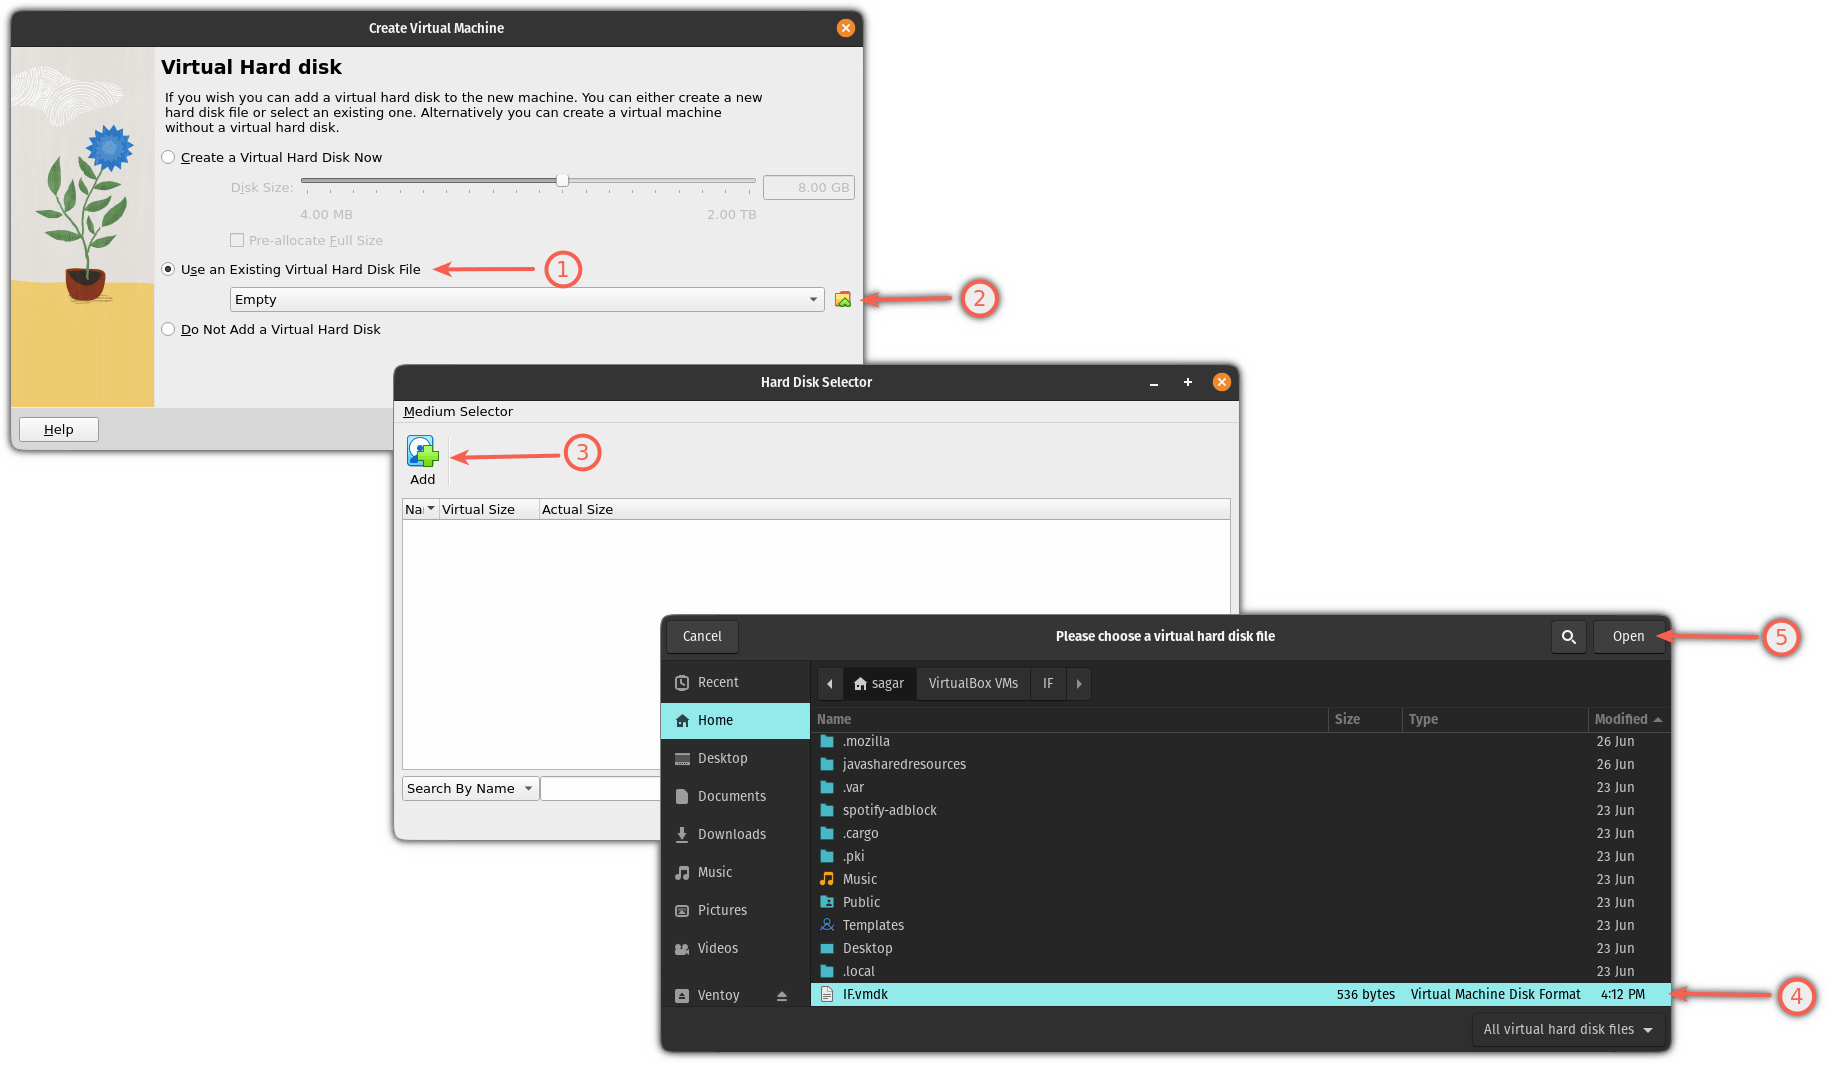 Create Virtual Machine
Virtual Hard disk
If you wish you can add a virtual hard disk to the new machine. You can either create a new
hard disk file or select an existing one. Alternatively you can create a virtual machine
without a virtual hard disk.
Create a Virtual Hard Disk Now
Disk Size:
8.00 GB
4.00 MB
2.00 TB
Pre-allocate Full Size
Use an Existing Virtual Hard Disk File
1
Empty
2
Do Not Add a Virtual Hard Disk
Help
Hard Disk Selector
Medium Selector
Add
3
Na
Virtual Size
Actual Size
Search By Name
Cancel
Please choose a virtual hard disk file
Open
5
Recent
Home
Desktop
Documents
Downloads
Music
Pictures
Videos
Ventoy
sagar
VirtualBox VMs
IF
Name Size Type Modified
.mozilla 26 Jun
javasharedresources 26 Jun
.var 23 Jun
spotify-adblock 23 Jun
.cargo 23 Jun
.pki 23 Jun
Music 23 Jun
Public 23 Jun
Templates 23 Jun
Desktop 23 Jun
.local 23 Jun
IF.vmdk 536 bytes Virtual Machine Disk Format 4:12 PM
4
All virtual hard disk files